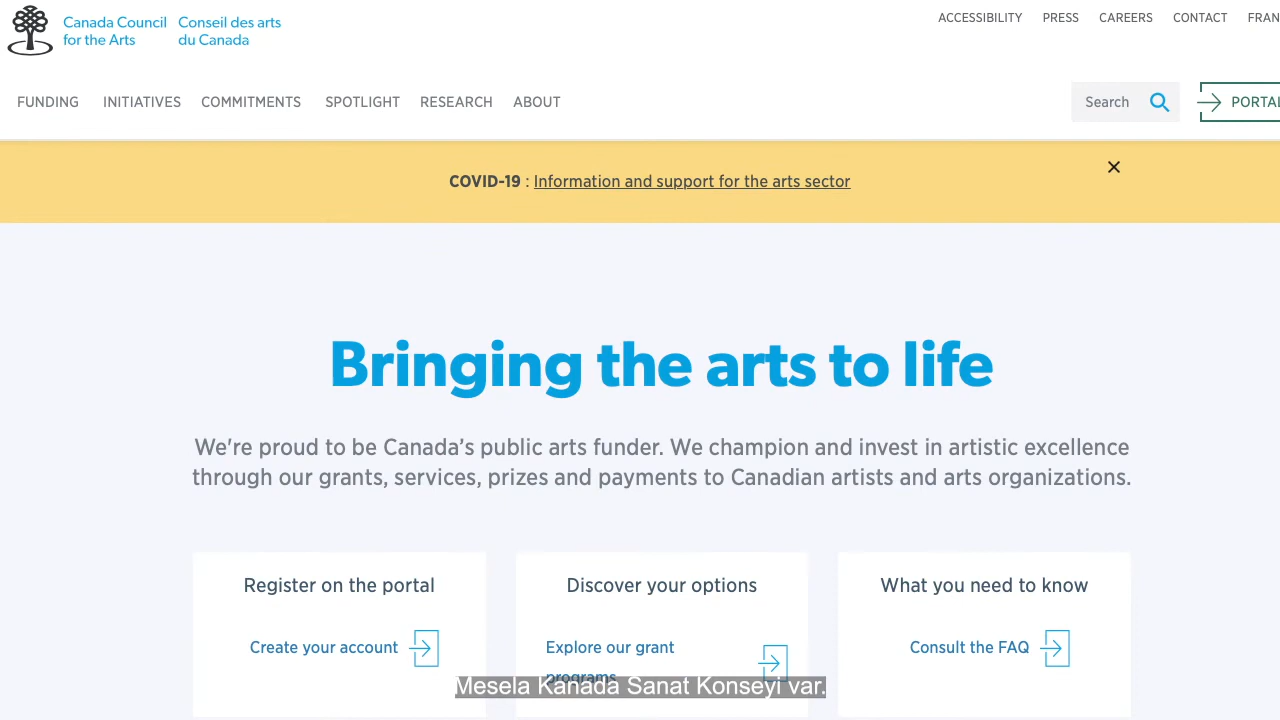 Canada Council Conseil des arts
for the Arts du Canada
ACCESSIBILITY PRESS CAREERS CONTACT FRAN
FUNDING INITIATIVES COMMITMENTS SPOTLIGHT RESEARCH ABOUT
Search
PORTAL
COVID-19 : Information and support for the arts sector
Bringing the arts to life
We're proud to be Canada’s public arts funder. We champion and invest in artistic excellence
through our grants, services, prizes and payments to Canadian artists and arts organizations.
Register on the portal
Create your account
Discover your options
Explore our grant
programs
What you need to know
Consult the FAQ
Mesela Kanada Sanat Konseyi var.